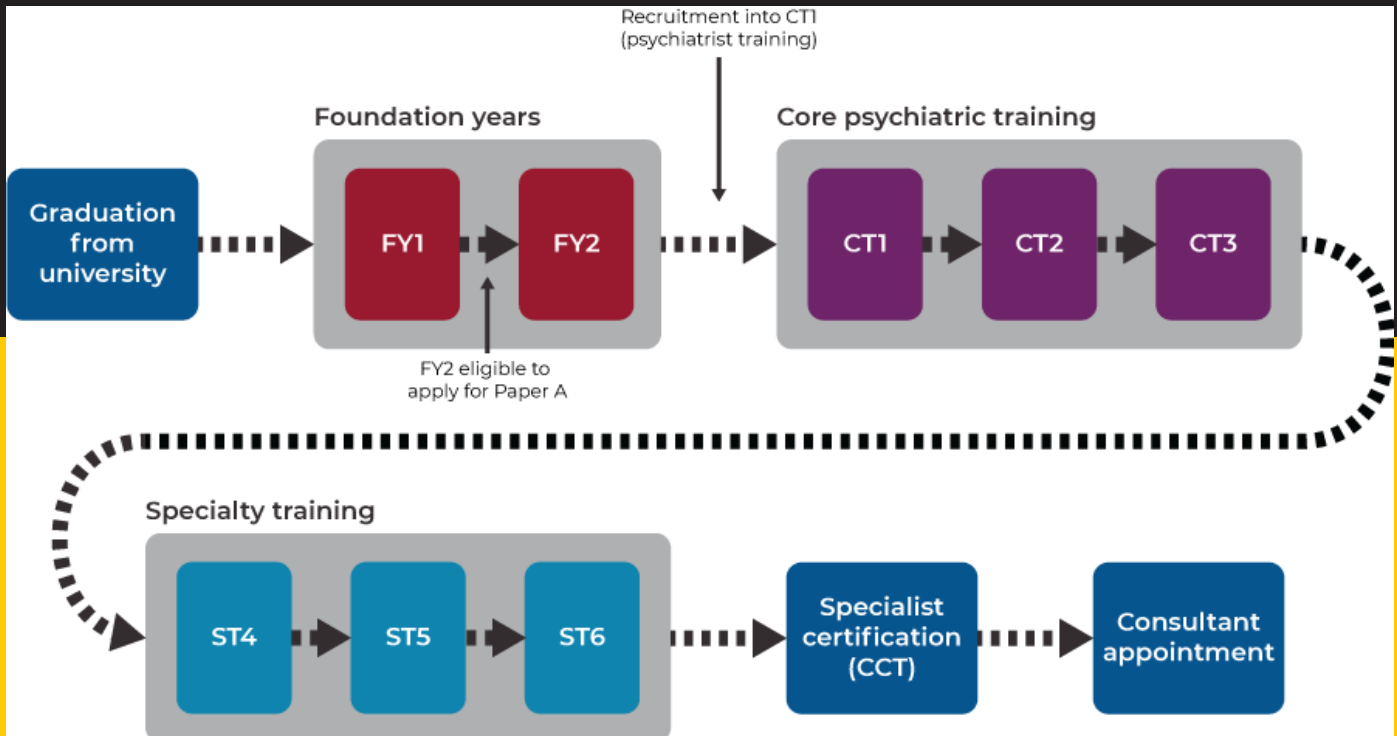 Recruitment into CT1
(psychiatrist training)
Foundation years
Core psychiatric training
Graduation
from
university
FY1
FY2
CT1
CT2
CT3
FY2 eligible to
apply for Paper A
Specialty training
ST4
ST5
ST6
Specialist
certification
(CCT)
Consultant
appointment